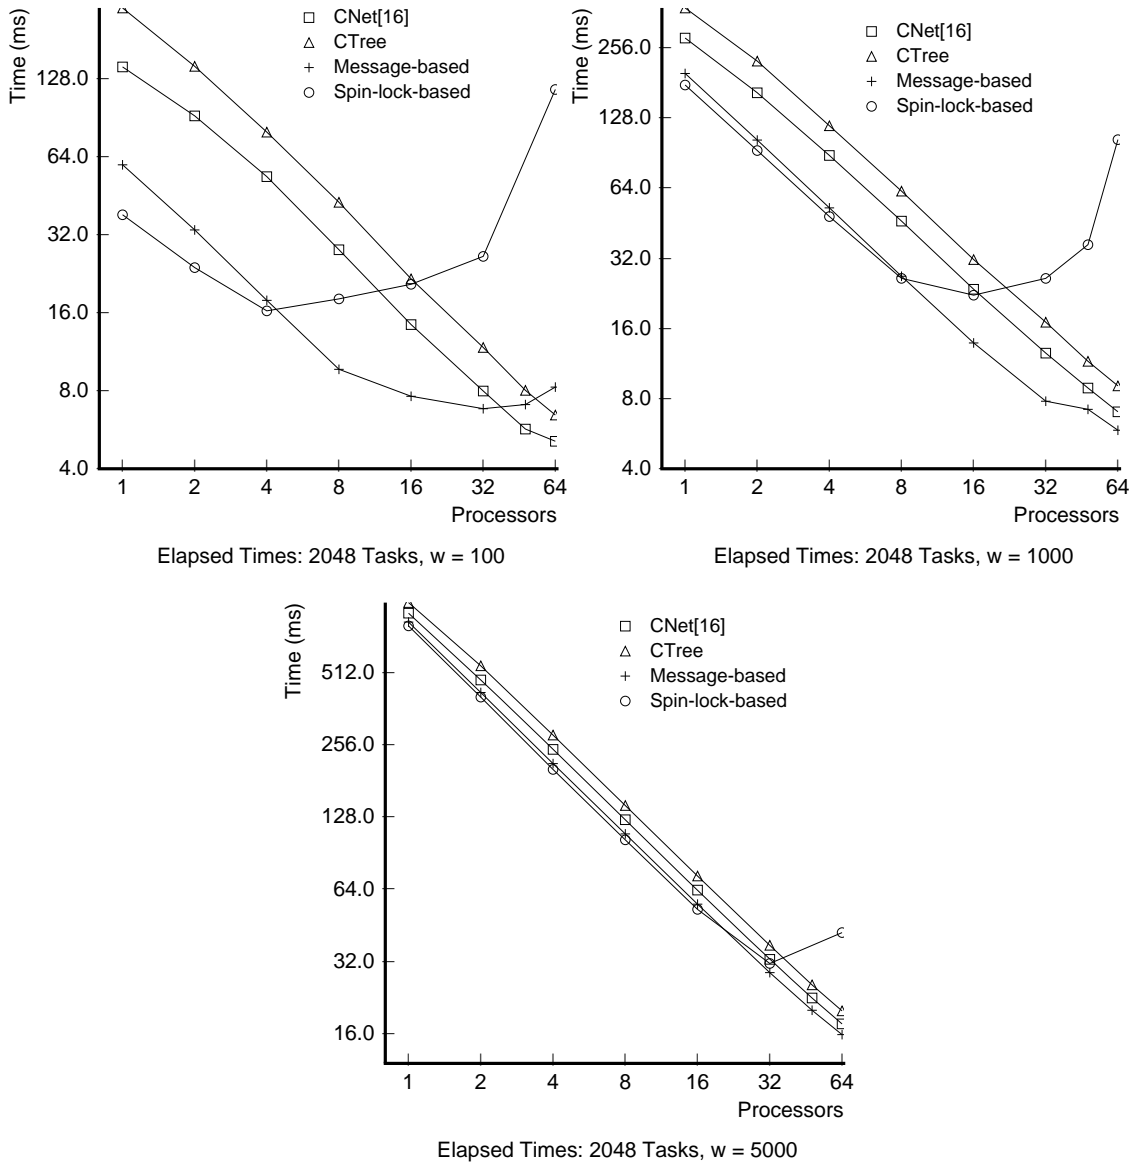 Time (ms)
CNet[16]
CTree
Message-based
Spin-lock-based
128.0
64.0
32.0
16.0
8.0
4.0
1 2 4 8 16 32 64
Processors
Elapsed Times: 2048 Tasks, w = 100
Time (ms)
CNet[16]
CTree
Message-based
Spin-lock-based
256.0
128.0
64.0
32.0
16.0
8.0
4.0
1 2 4 8 16 32 64
Processors
Elapsed Times: 2048 Tasks, w = 1000
Time (ms)
CNet[16]
CTree
Message-based
Spin-lock-based
512.0
256.0
128.0
64.0
32.0
16.0
1 2 4 8 16 32 64
Processors
Elapsed Times: 2048 Tasks, w = 5000